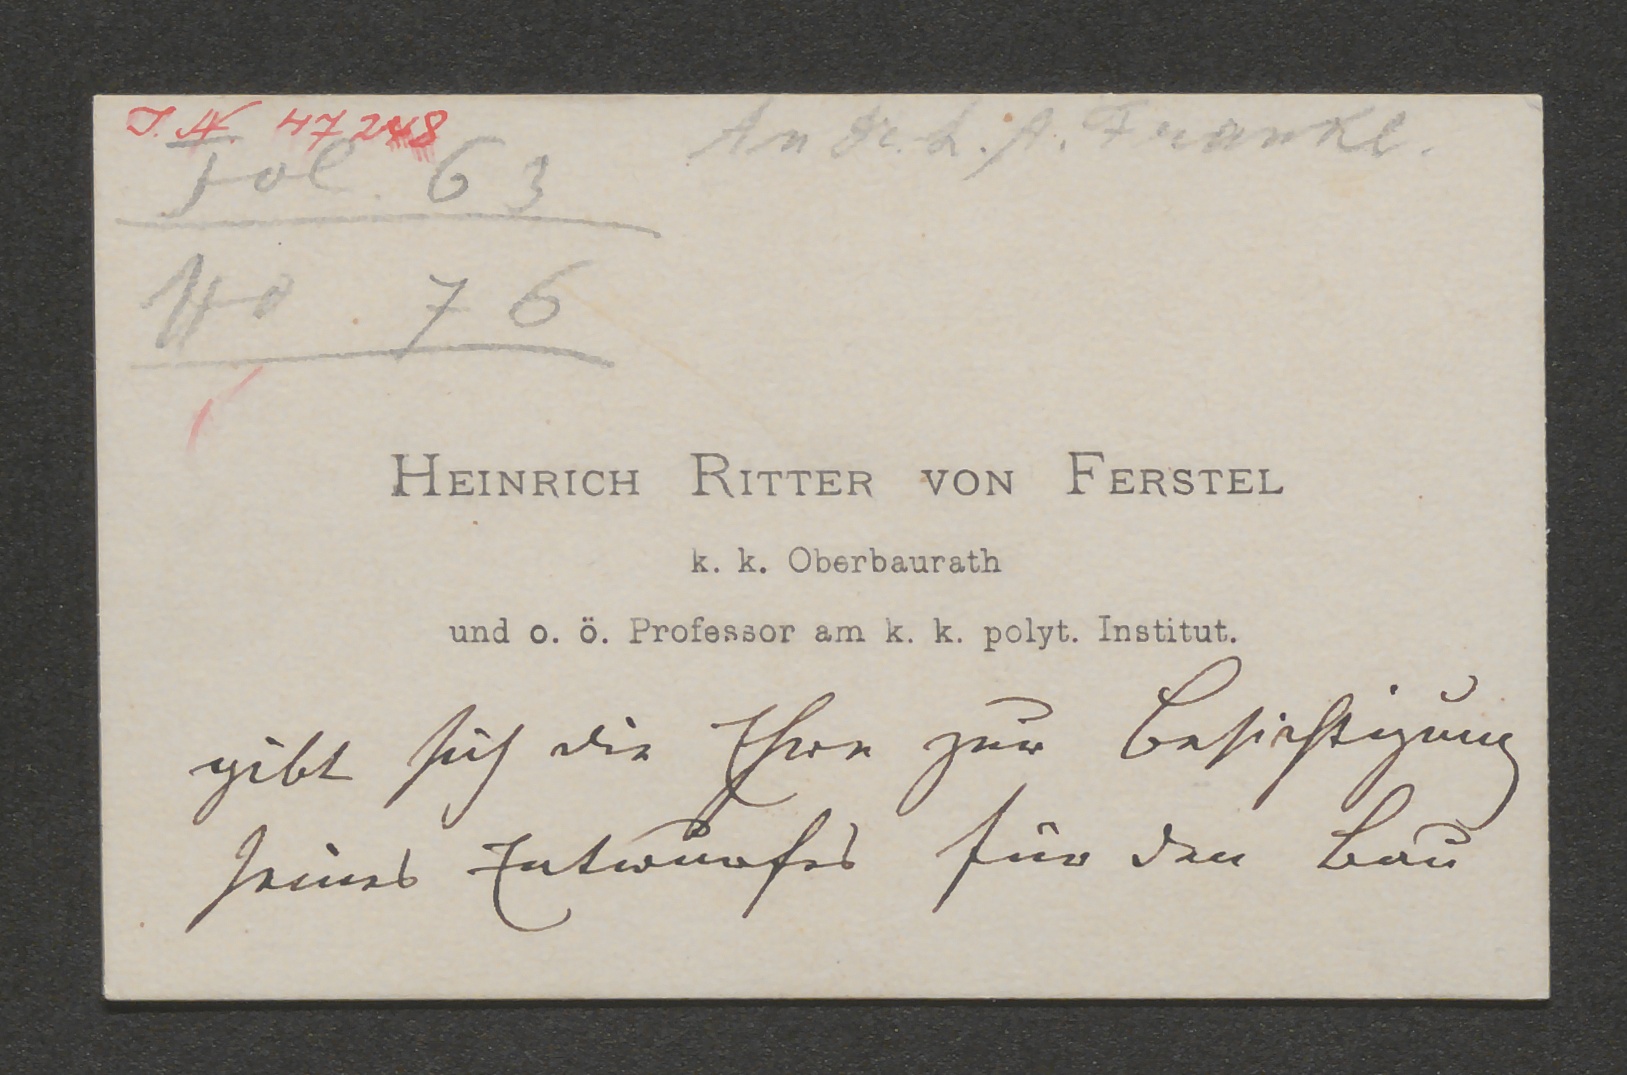 I. N. 47248
An Dr. L. A. Frankl.
Fol. 63
No. 76
HEINRICH RITTER VON FERSTEL
k. k. Oberbaurath
und o. ö. Professor am k. k. polyt. Institut.
gibt sich die Ehre zur Besichtigung
seines Entwurfes für den Bau